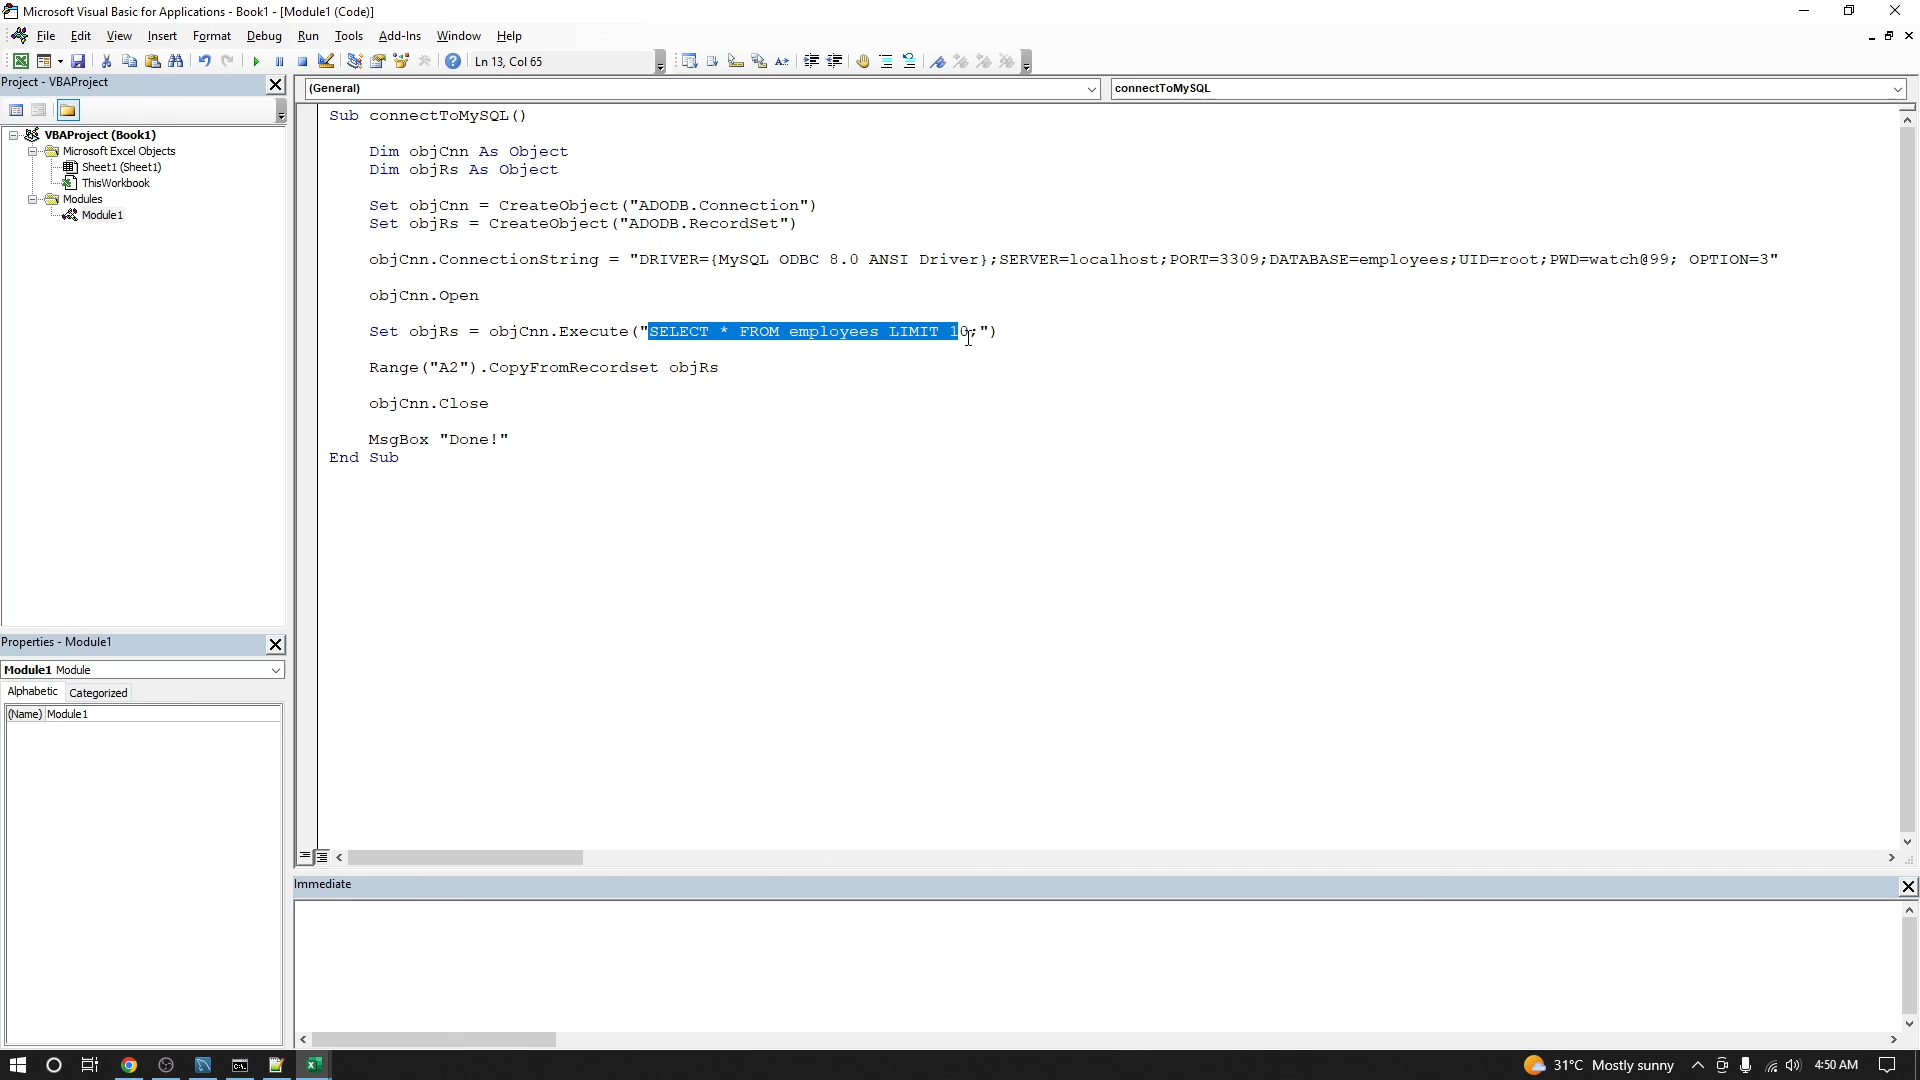 Microsoft Visual Basic for Applications - Book1 - [Module1 (Code)]
File Edit View Insert Format Debug Run Tools Add-Ins Window Help
Ln 13, Col 65
Project - VBAProject
(General)
connectToMySQL
VBAProject (Book1)
Microsoft Excel Objects
Sheet1 (Sheet1)
ThisWorkbook
Modules
Module1
Sub connectToMySQL()
Dim objCnn As Object
Dim objRs As Object
Set objCnn = CreateObject("ADODB.Connection")
Set objRs = CreateObject("ADODB.RecordSet")
objCnn.ConnectionString = "DRIVER={MySQL ODBC 8.0 ANSI Driver};SERVER=localhost;PORT=3309;DATABASE=employees;UID=root;PWD=watch@99; OPTION=3"
objCnn.Open
Set objRs = objCnn.Execute("SELECT * FROM employees LIMIT 10;")
Range("A2").CopyFromRecordset objRs
objCnn.Close
MsgBox "Done!"
End Sub
Properties - Module1
Module1 Module
Alphabetic Categorized
(Name) Module1
Immediate
31°C Mostly sunny
4:50 AM